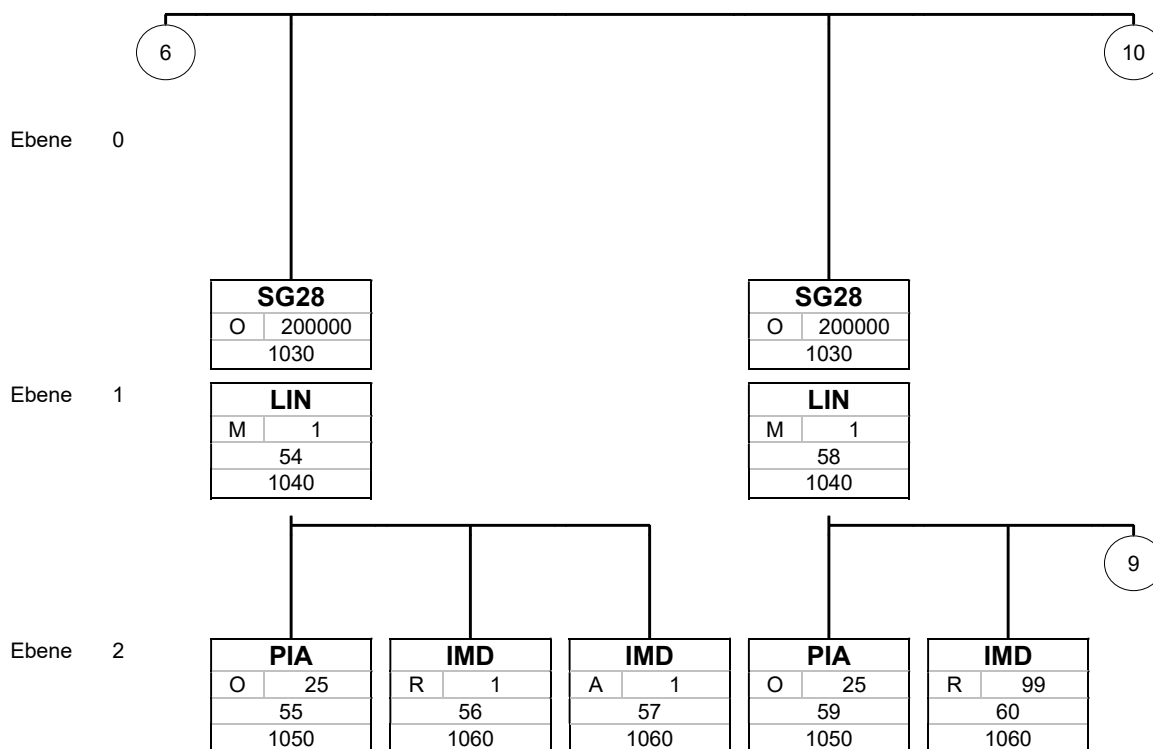 6 10
Ebene 0
SG28 SG28
O 200000 O 200000
1030 1030
Ebene 1 LIN LIN
M 1 M 1
54 58
1040 1040
9
Ebene 2 PIA IMD IMD PIA IMD
O 25 R 1 A 1 O 25 R 99
55 56 57 59 60
1050 1060 1060 1050 1060